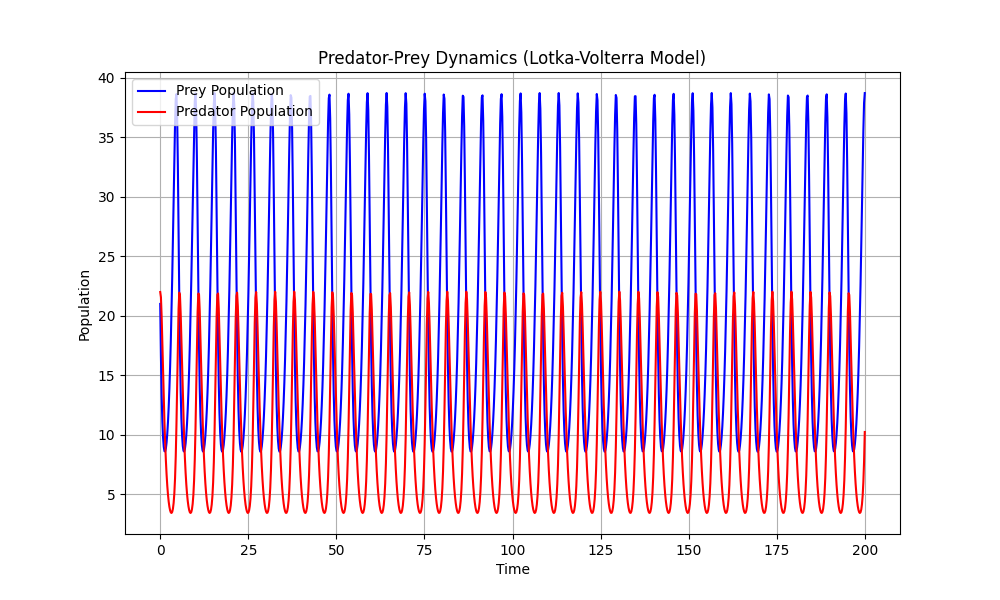 Predator-Prey Dynamics (Lotka-Volterra Model)
Prey Population
Predator Population
Population
40
35
30
25
20
15
10
5
0 25 50 75 100 125 150 175 200
Time